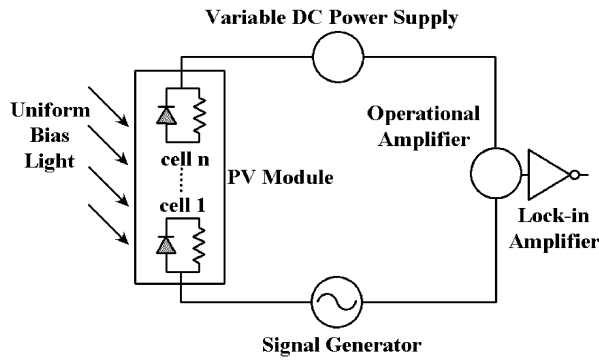 Variable DC Power Supply
Uniform
Bias
Light
cell n
PV Module
cell 1
Operational
Amplifier
Lock-in
Amplifier
Signal Generator